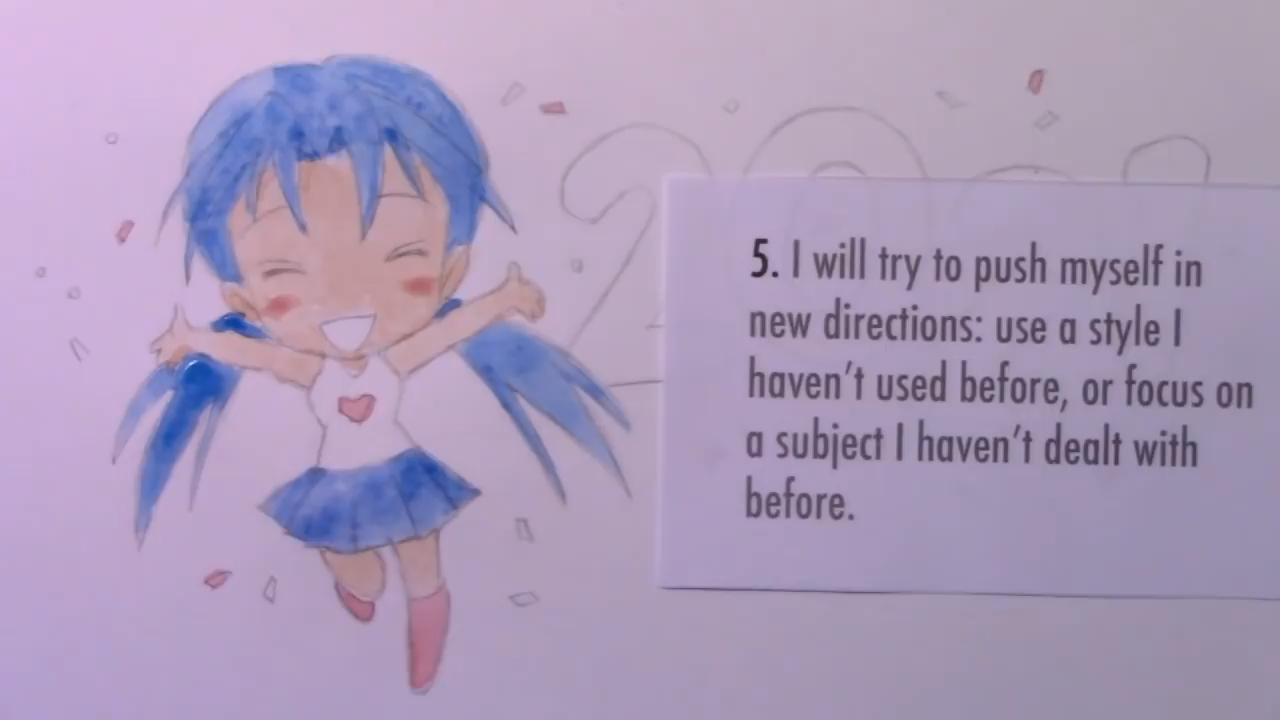 5. I will try to push myself in
new directions: use a style I
haven't used before, or focus on
a subject I haven't dealt with
before.